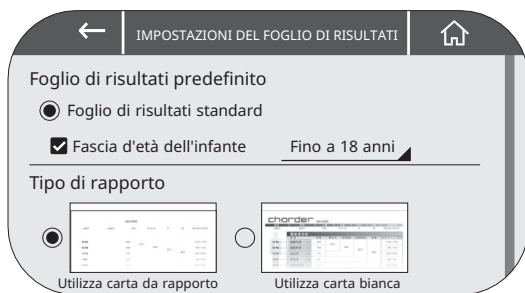 IMPOSTAZIONI DEL FOGLIO DI RISULTATI
Foglio di risultati predefinito
Foglio di risultati standard
Fascia d'età dell'infante Fino a 18 anni
Tipo di rapporto
charder
Utilizza carta da rapporto Utilizza carta bianca